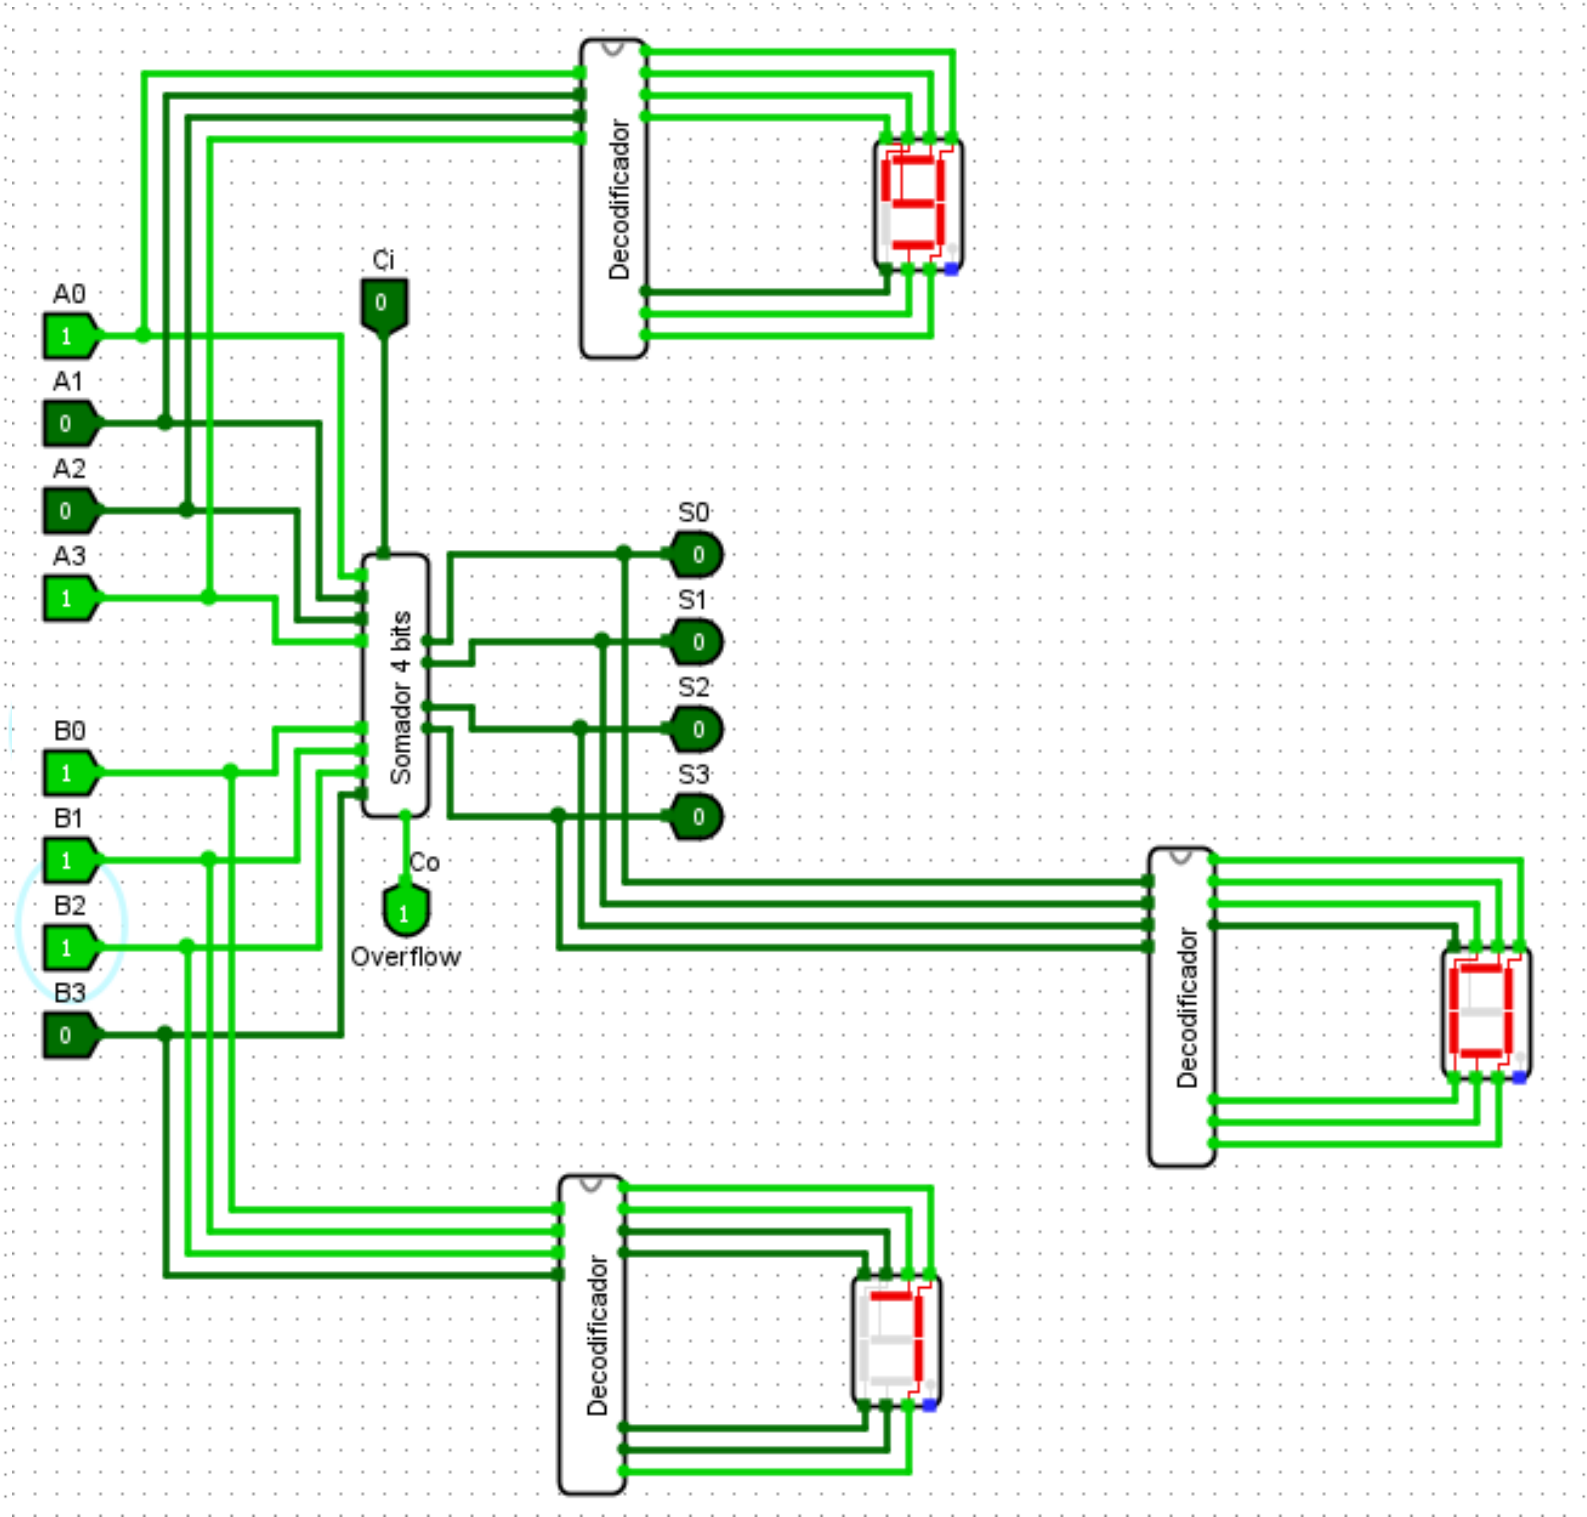 Decodificador
Ci
0
A0
1
A1
0
A2
0
A3
1
S0
0
S1
0
S2
0
S3
0
Somador 4 bits
B0
1
B1
1
B2
1
B3
0
Co
1
Overflow
Decodificador
Decodificador